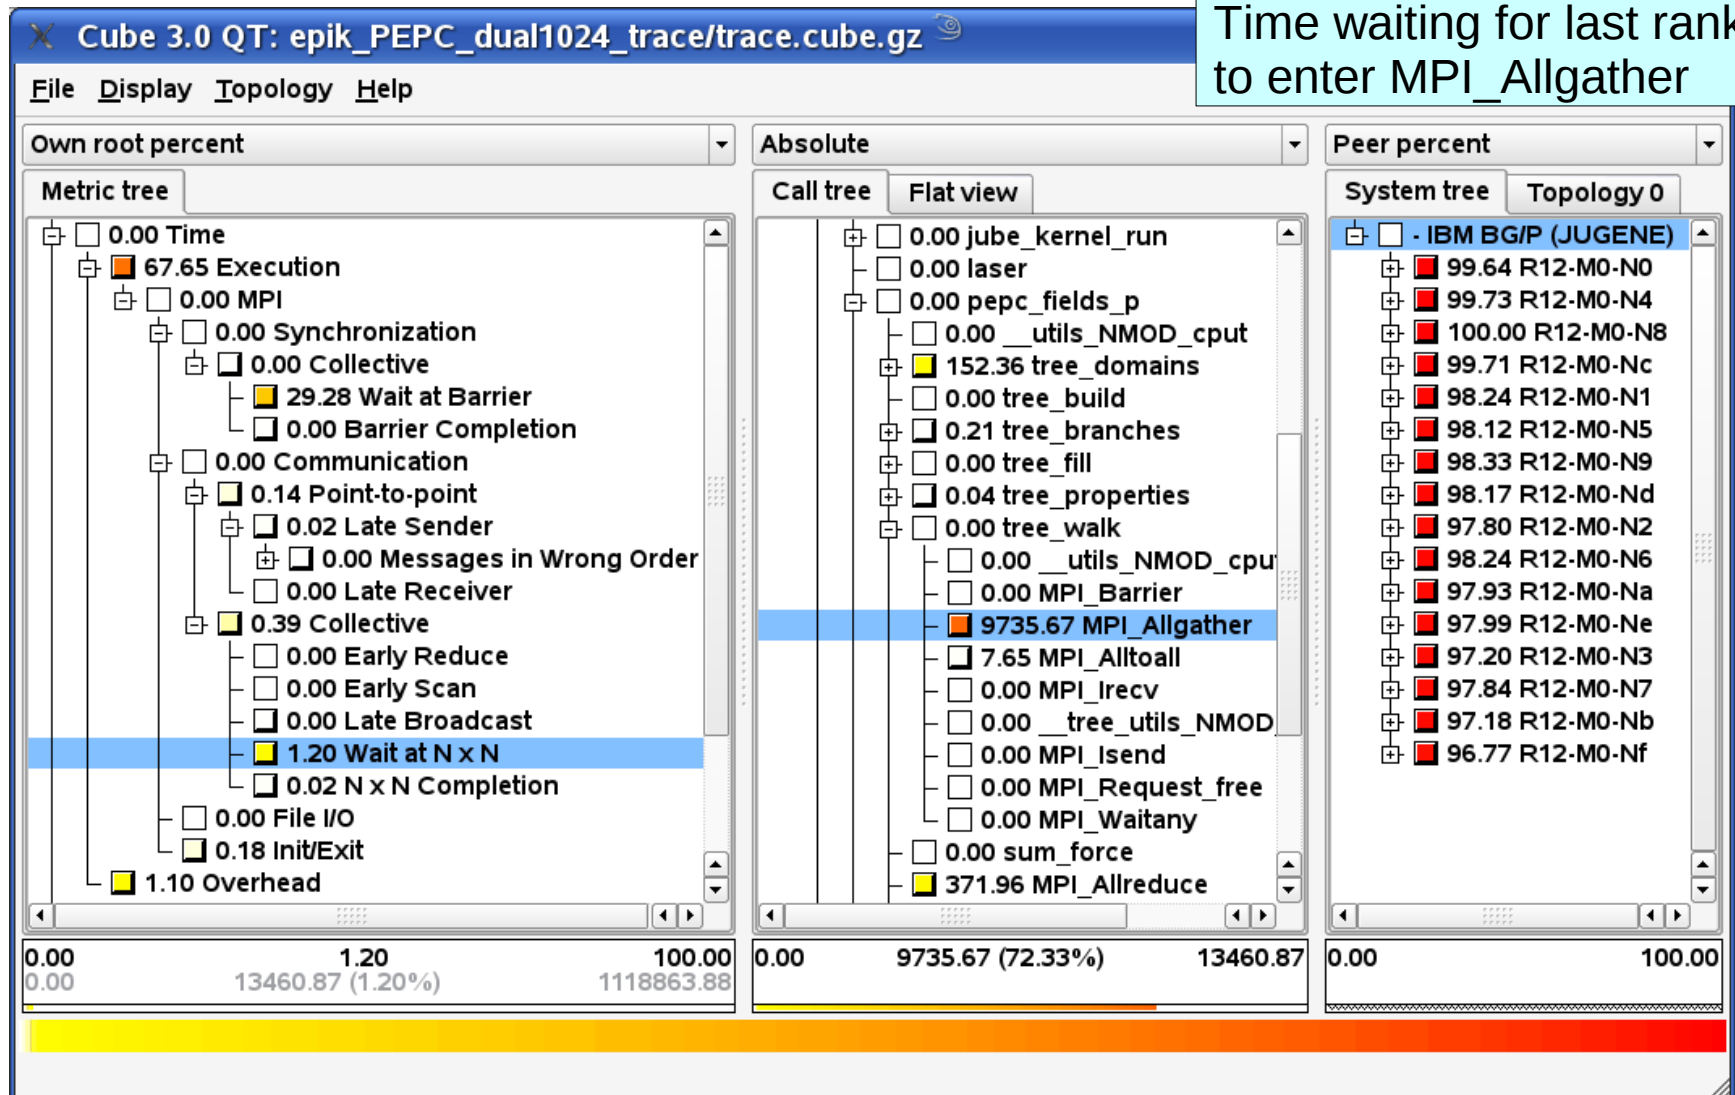 Time waiting for last rank
to enter MPI_Allgather
Cube 3.0 QT: epik_PEPC_dual1024_trace/trace.cube.gz
File Display Topology Help
Own root percent
Metric tree
0.00 Time
67.65 Execution
0.00 MPI
0.00 Synchronization
0.00 Collective
29.28 Wait at Barrier
0.00 Barrier Completion
0.00 Communication
0.14 Point-to-point
0.02 Late Sender
0.00 Messages in Wrong Order
0.00 Late Receiver
0.39 Collective
0.00 Early Reduce
0.00 Early Scan
0.00 Late Broadcast
1.20 Wait at N x N
0.02 N x N Completion
0.00 File I/O
0.18 Init/Exit
1.10 Overhead
0.00 1.20 100.00
0.00 13460.87 (1.20%) 1118863.88
Absolute
Call tree Flat view
0.00 jube_kernel_run
0.00 laser
0.00 pepc_fields_p
0.00 __utils_NMOD_cput
152.36 tree_domains
0.00 tree_build
0.21 tree_branches
0.00 tree_fill
0.04 tree_properties
0.00 tree_walk
0.00 __utils_NMOD_cpu
0.00 MPI_Barrier
9735.67 MPI_Allgather
7.65 MPI_Alltoall
0.00 MPI_Irecv
0.00 __tree_utils_NMOD_
0.00 MPI_Isend
0.00 MPI_Request_free
0.00 MPI_Waitany
0.00 sum_force
371.96 MPI_Allreduce
0.00 9735.67 (72.33%) 13460.87
Peer percent
System tree Topology 0
- IBM BG/P (JUGENE)
99.64 R12-M0-N0
99.73 R12-M0-N4
100.00 R12-M0-N8
99.71 R12-M0-Nc
98.24 R12-M0-N1
98.12 R12-M0-N5
98.33 R12-M0-N9
98.17 R12-M0-Nd
97.80 R12-M0-N2
98.24 R12-M0-N6
97.93 R12-M0-Na
97.99 R12-M0-Ne
97.20 R12-M0-N3
97.84 R12-M0-N7
97.18 R12-M0-Nb
96.77 R12-M0-Nf
0.00 100.00